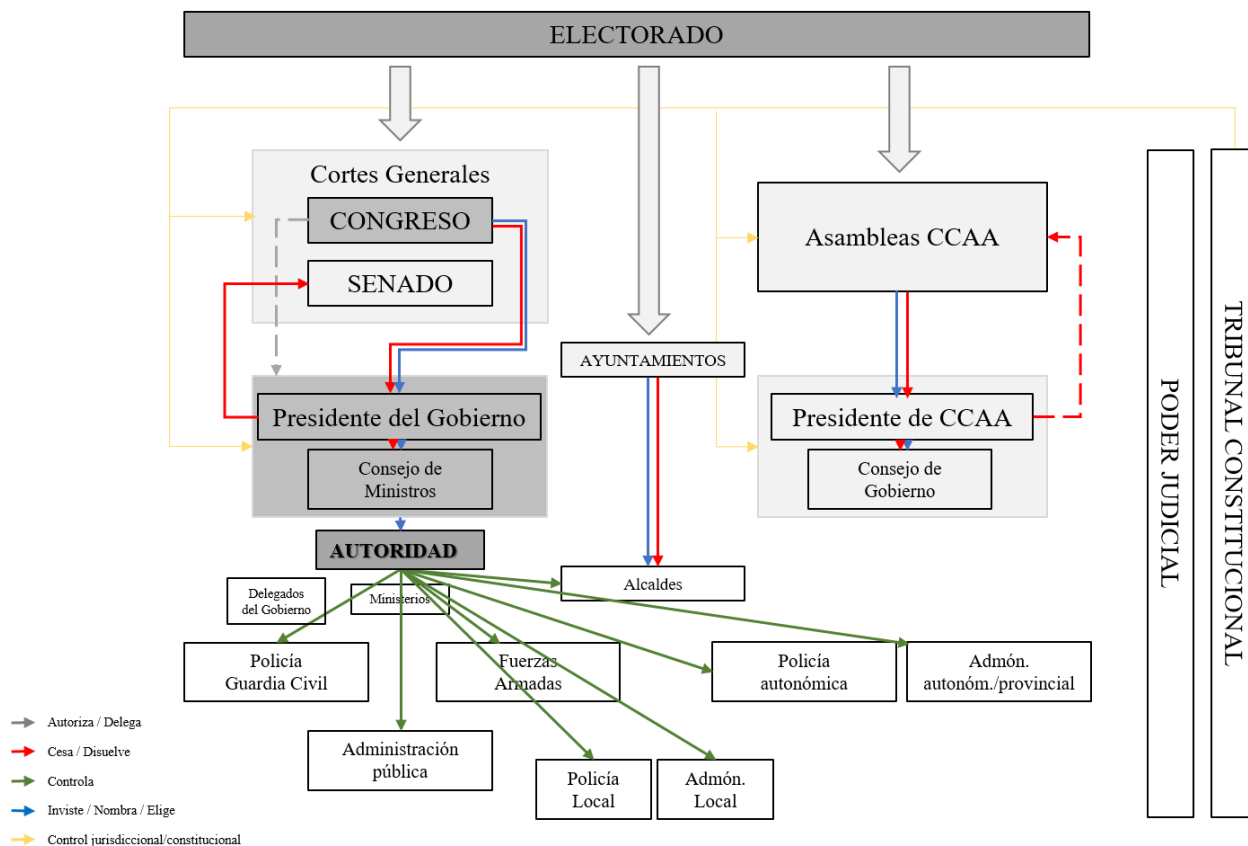 ELECTORADO
Cortes Generales
CONGRESO
SENADO
Asambleas CCAA
AYUNTAMIENTOS
Presidente del Gobierno
Consejo de
Ministros
Presidente de CCAA
Consejo de
Gobierno
PODER JUDICIAL
TRIBUNAL CONSTITUCIONAL
AUTORIDAD
Alcaldes
Delegados
del Gobierno
Ministerios
Policía
Guardia Civil
Fuerzas
Armadas
Policía
autonómica
Admón.
autonóm./provincial
Administración
pública
Policía
Local
Admón.
Local
Autoriza / Delega
Cesa / Disuelve
Controla
Inviste / Nombra / Elige
Control jurisdiccional/constitucional